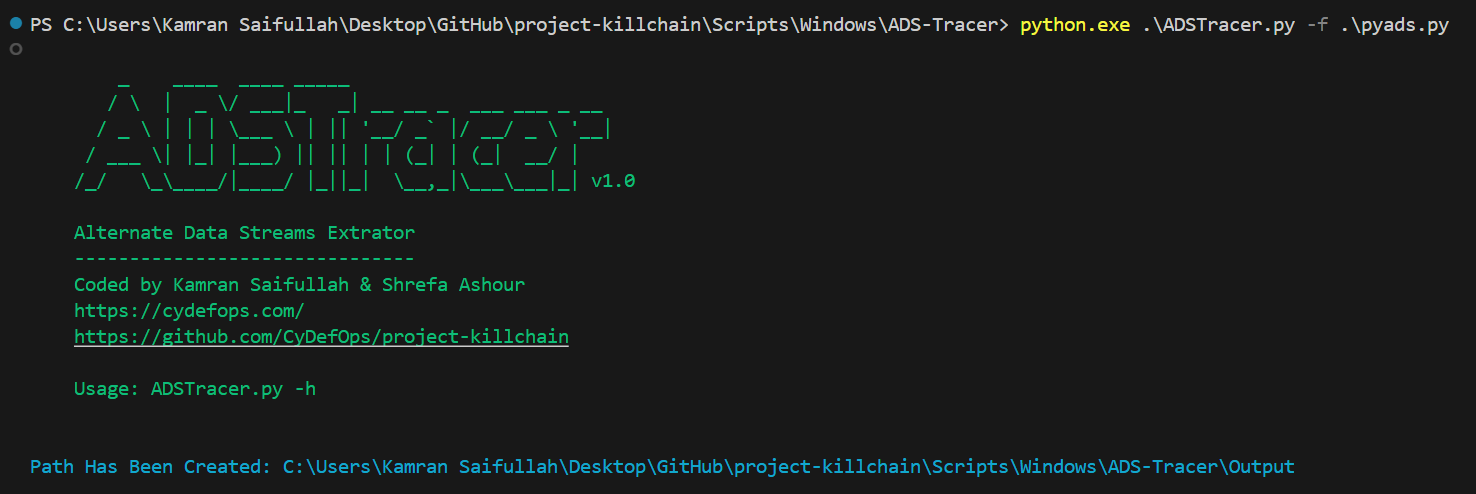 PS C:\Users\Kamran Saifullah\Desktop\GitHub\project-killchain\Scripts\Windows\ADS-Tracer> python.exe .\ADSTracer.py -f .\pyads.py
ADSTracer v1.0
Alternate Data Streams Extrator
--------------------------------
Coded by Kamran Saifullah & Shrefa Ashour
https://cydefops.com/
https://github.com/CyDefOps/project-killchain
Usage: ADSTracer.py -h
Path Has Been Created: C:\Users\Kamran Saifullah\Desktop\GitHub\project-killchain\Scripts\Windows\ADS-Tracer\Output